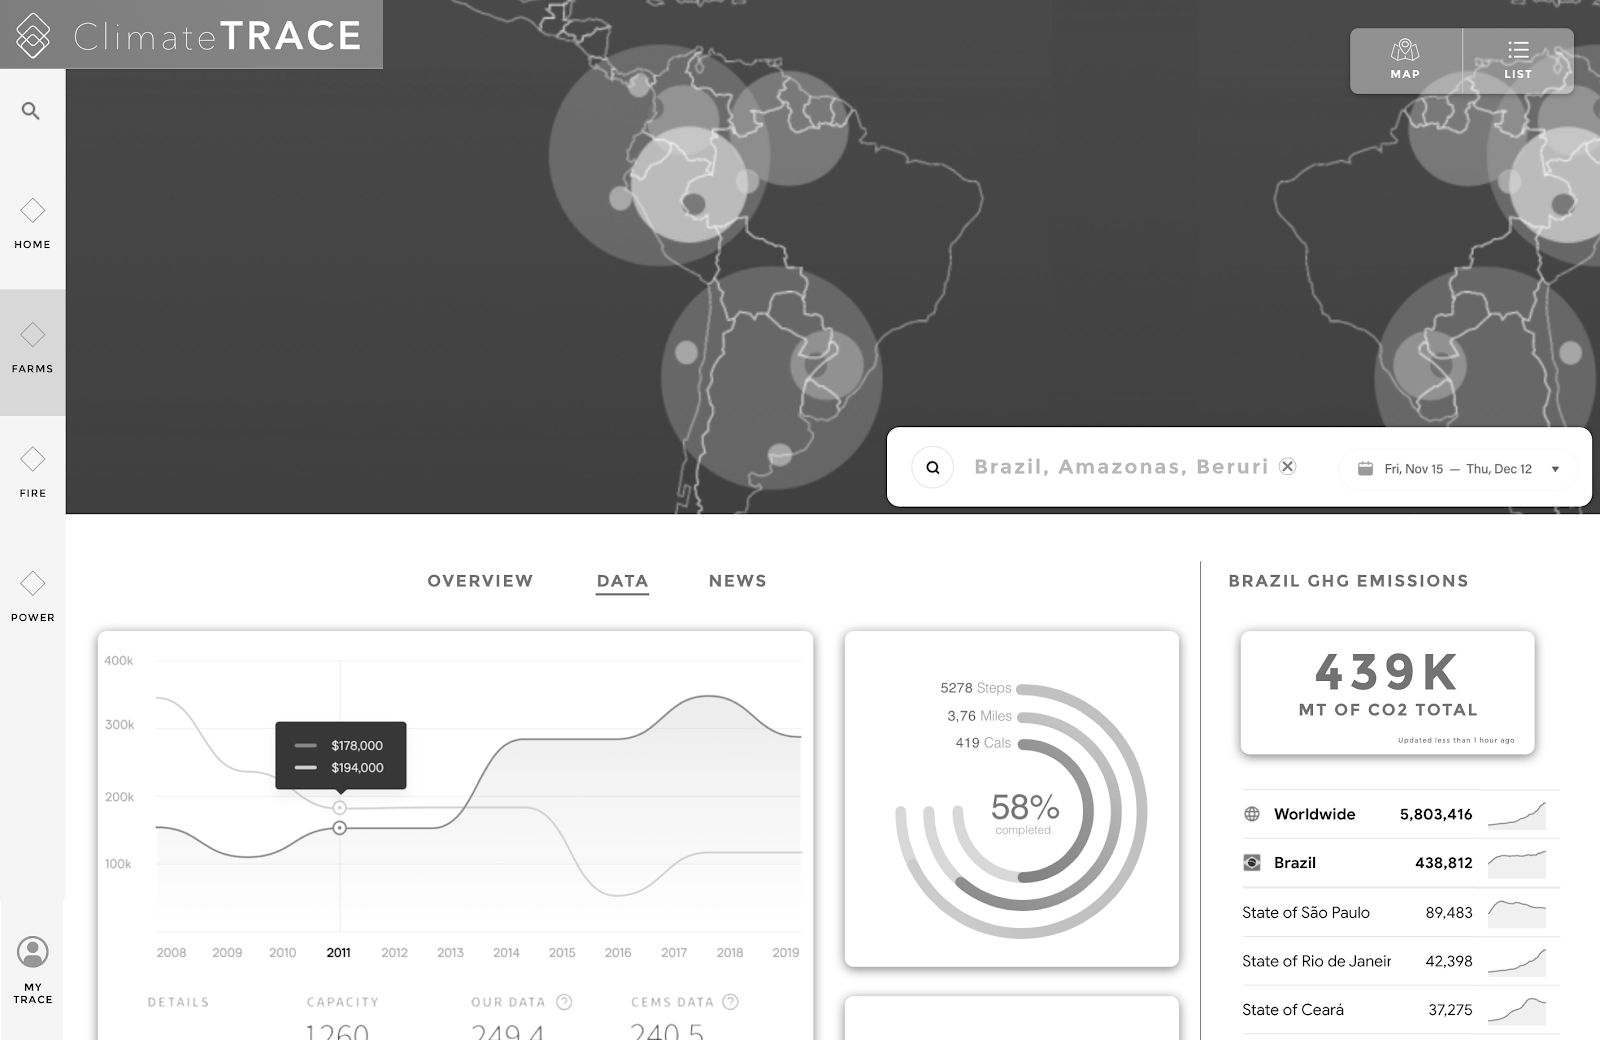 ClimateTRACE
MAP
LIST
HOME
FARMS
FIRE
POWER
MY
TRACE
Brazil, Amazonas, Beruri
Fri, Nov 15 — Thu, Dec 12
OVERVIEW
DATA
NEWS
400k
300k
200k
100k
$178,000
$194,000
2008 2009 2010 2011 2012 2013 2014 2015 2016 2017 2018 2019
DETAILS
CAPACITY
OUR DATA ?
CEMS DATA ?
1260
249.4
240.5
5278 Steps
3,76 Miles
419 Cals
58%
completed
BRAZIL GHG EMISSIONS
439K
MT OF CO2 TOTAL
Updated less than 1 hour ago
Worldwide 5,803,416
Brazil 438,812
State of São Paulo 89,483
State of Rio de Janeir 42,398
State of Ceará 37,275